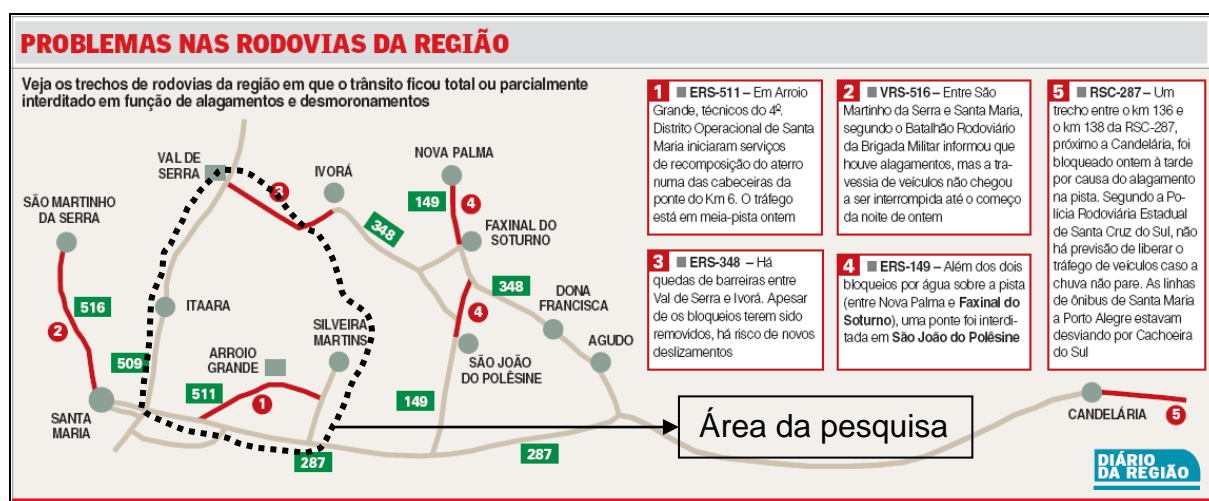 PROBLEMAS NAS RODOVIAS DA REGIÃO
Veja os trechos de rodovias da região em que o trânsito ficou total ou parcialmente
interditado em função de alagamentos e desmoronamentos
VAL DE
SERRA
IVORÁ
NOVA PALMA
SÃO MARTINHO
DA SERRA
3
149
4
348
FAXINAL DO
SOTURNO
516
ITAARA
348
DONA
FRANCISCA
2
SILVEIRA
MARTINS
4
AGUDO
509
ARROIO
GRANDE
SÃO JOÃO
DO POLÊSINE
511
1
149
SANTA
MARIA
287
287
Área da pesquisa
CANDELÁRIA
5
1 ERS-511 – Em Arroio
Grande, técnicos do 4º.
Distrito Operacional de Santa
Maria iniciaram serviços
de recomposição do aterro
numa das cabeceiras da
ponte do Km 6. O tráfego
está em meia-pista ontem
2 VRS-516 – Entre São
Martinho da Serra e Santa Maria,
segundo o Batalhão Rodoviário
da Brigada Militar informou que
houve alagamentos, mas a tra-
vessia de veículos não chegou
a ser interrompida até o começo
da noite de ontem
3 ERS-348 – Há
quedas de barreiras entre
Val de Serra e Ivorá. Apesar
de os bloqueios terem sido
removidos, há risco de novos
deslizamentos
4 ERS-149 – Além dos dois
bloqueios por água sobre a pista
(entre Nova Palma e Faxinal do
Soturno), uma ponte foi interdi-
tada em São João do Polêsine
5 RSC-287 – Um
trecho entre o km 136 e
o km 138 da RSC-287,
próximo a Candelária, foi
bloqueado ontem à tarde
por causa do alagamento
na pista. Segundo a Po-
lícia Rodoviária Estadual
de Santa Cruz do Sul, não
há previsão de liberar o
tráfego de veículos caso a
chuva não pare. As linhas
de ônibus de Santa Maria
a Porto Alegre estavam
desviando por Cachoeira
do Sul
DIÁRIO
DA REGIÃO